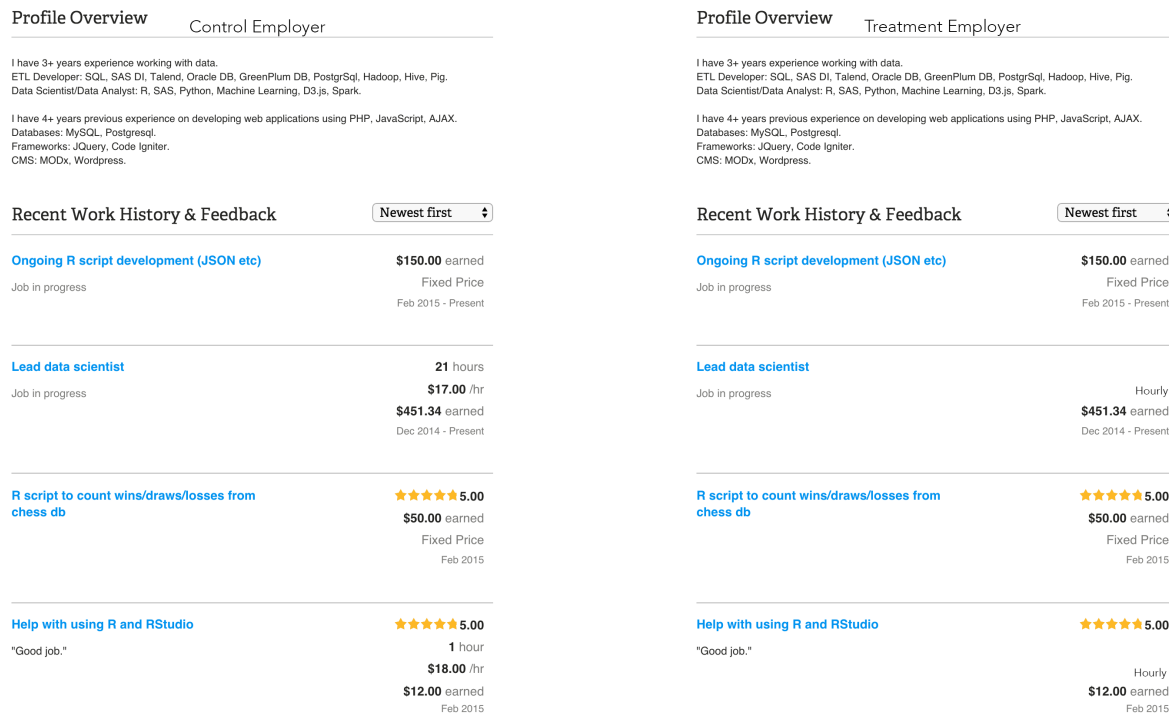 Profile Overview
Control Employer
I have 3+ years experience working with data.
ETL Developer: SQL, SAS DI, Talend, Oracle DB, GreenPlum DB, PostgrSql, Hadoop, Hive, Pig.
Data Scientist/Data Analyst: R, SAS, Python, Machine Learning, D3.js, Spark.
I have 4+ years previous experience on developing web applications using PHP, JavaScript, AJAX.
Databases: MySQL, Postgresql.
Frameworks: JQuery, Code Igniter.
CMS: MODx, Wordpress.
Recent Work History & Feedback
Newest first
Ongoing R script development (JSON etc)
$150.00 earned
Job in progress
Fixed Price
Feb 2015 - Present
Lead data scientist
21 hours
Job in progress
$17.00 /hr
$451.34 earned
Dec 2014 - Present
R script to count wins/draws/losses from
chess db
5.00
$50.00 earned
Fixed Price
Feb 2015
Help with using R and RStudio
5.00
"Good job."
1 hour
$18.00 /hr
$12.00 earned
Feb 2015
Profile Overview
Treatment Employer
I have 3+ years experience working with data.
ETL Developer: SQL, SAS DI, Talend, Oracle DB, GreenPlum DB, PostgrSql, Hadoop, Hive, Pig.
Data Scientist/Data Analyst: R, SAS, Python, Machine Learning, D3.js, Spark.
I have 4+ years previous experience on developing web applications using PHP, JavaScript, AJAX.
Databases: MySQL, Postgresql.
Frameworks: JQuery, Code Igniter.
CMS: MODx, Wordpress.
Recent Work History & Feedback
Newest first
Ongoing R script development (JSON etc)
$150.00 earned
Job in progress
Fixed Price
Feb 2015 - Present
Lead data scientist
Job in progress
Hourly
$451.34 earned
Dec 2014 - Present
R script to count wins/draws/losses from
chess db
5.00
$50.00 earned
Fixed Price
Feb 2015
Help with using R and RStudio
5.00
"Good job."
Hourly
$12.00 earned
Feb 2015